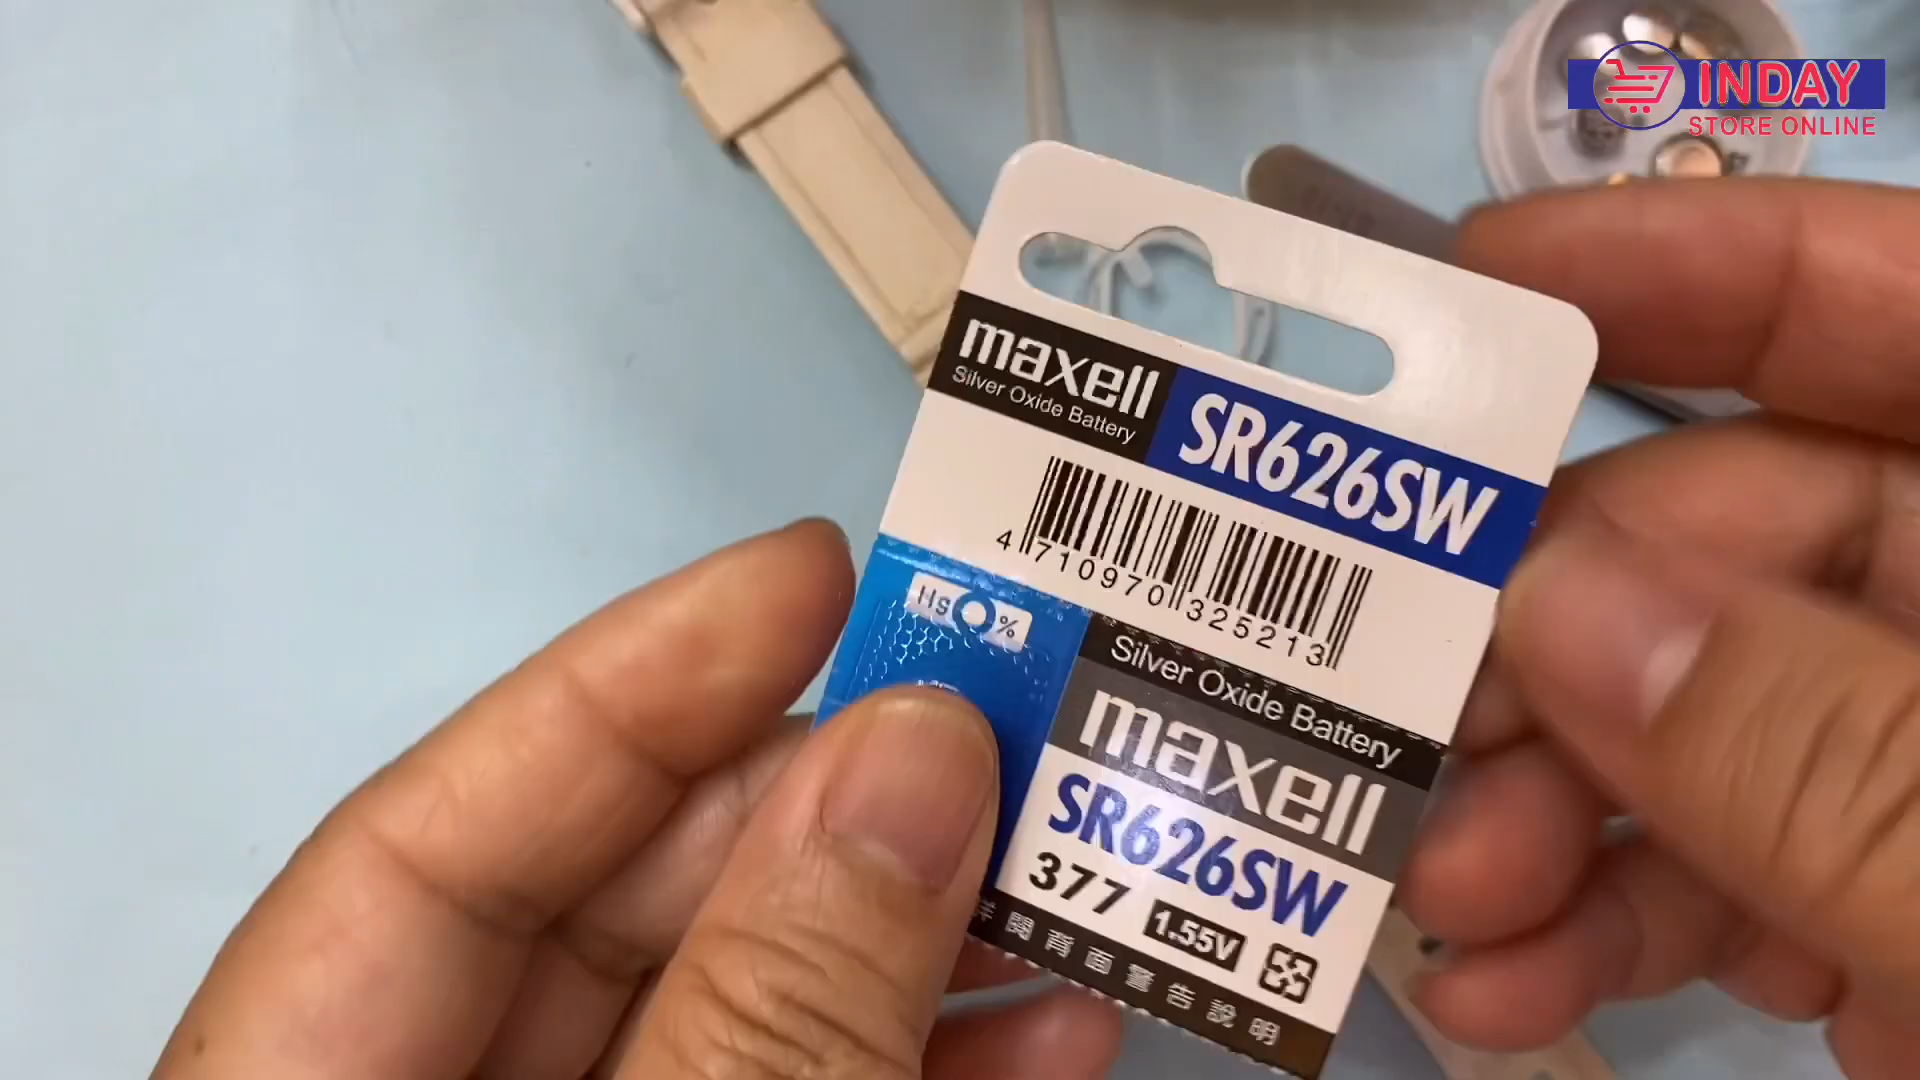 INDAY
STORE ONLINE
maxell
Silver Oxide Battery
SR626SW
4 710970 325213
Hg 0 %
Silver Oxide Battery
maxell
SR626SW
377
1.55V
詳閱背面警告說明